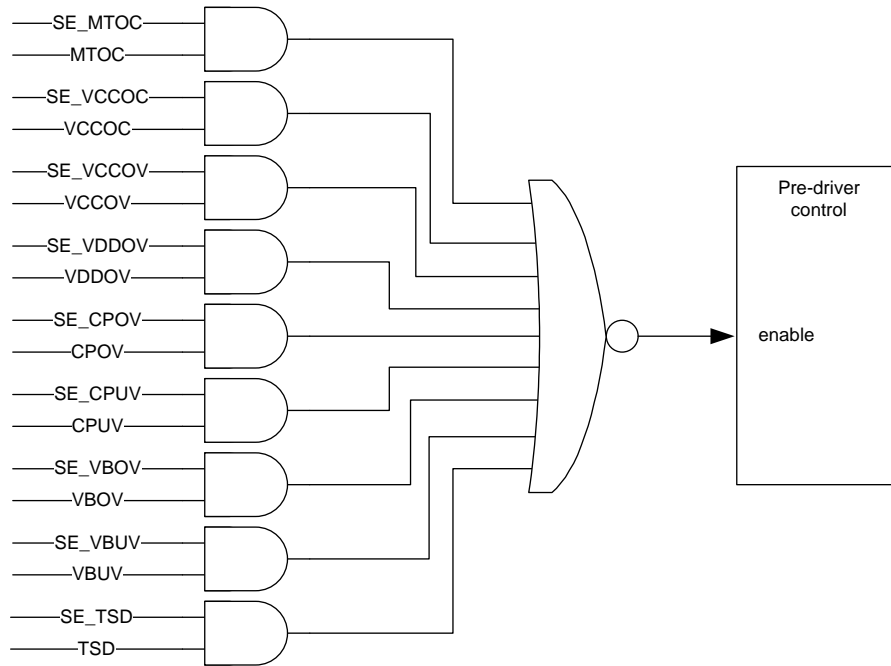 SE_MTOC
MTOC
SE_VCCOC
VCCOC
SE_VCCOV
VCCOV
SE_VDDOV
VDDOV
SE_CPOV
CPOV
SE_CPUV
CPUV
SE_VBOV
VBOV
SE_VBUV
VBUV
SE_TSD
TSD
Pre-driver
control
enable